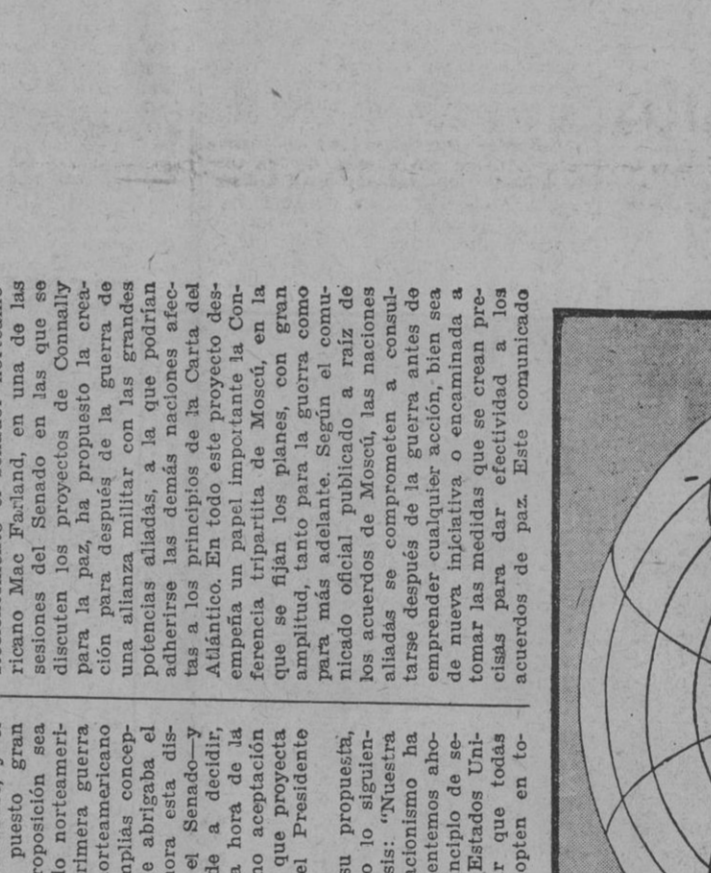 puesto gran
roposición sea
lo norteameri-
rimera guerra
orteamericano
mpliás concep-
e abrigaba el
ora esta dis-
el Senado—y
de a decidir,
a hora de la
no aceptación
que proyecta
el Presidente
su propuesta,
o lo siguien-
sis: “Nuestra
acionismo ha
entemos aho-
ncipio de se-
Estados Uni-
r que todás
opten en to-
ricano Mac Farland, en una de las
sesiones del Senado en las que se
discuten los proyectos de Connally
para la paz, ha propuesto la crea-
ción para después de la guerra de
una alianza militar con las grandes
potencias aliadás, a la que podrían
adherirse las demás naciones afec-
tas a los principios de la Carta del
Atlántico. En todo este proyecto des-
empeña un papel importante la Con-
ferencia tripartita de Moscú, en la
que se fiján los planes, con gran
amplitud, tanto para la guerra como
para más adelante. Según el comu-
nicado oficial publicado a raíz de
los acuerdos de Moscú, las naciones
aliadás se comprometen a consul-
tarse después de la guerra antes de
emprender cualquier acción, bien sea
de nueva iniciativa o encaminada a
tomar las medidas que se crean pre-
cisás para dar efectividad a los
acuerdos de paz. Este comunicado